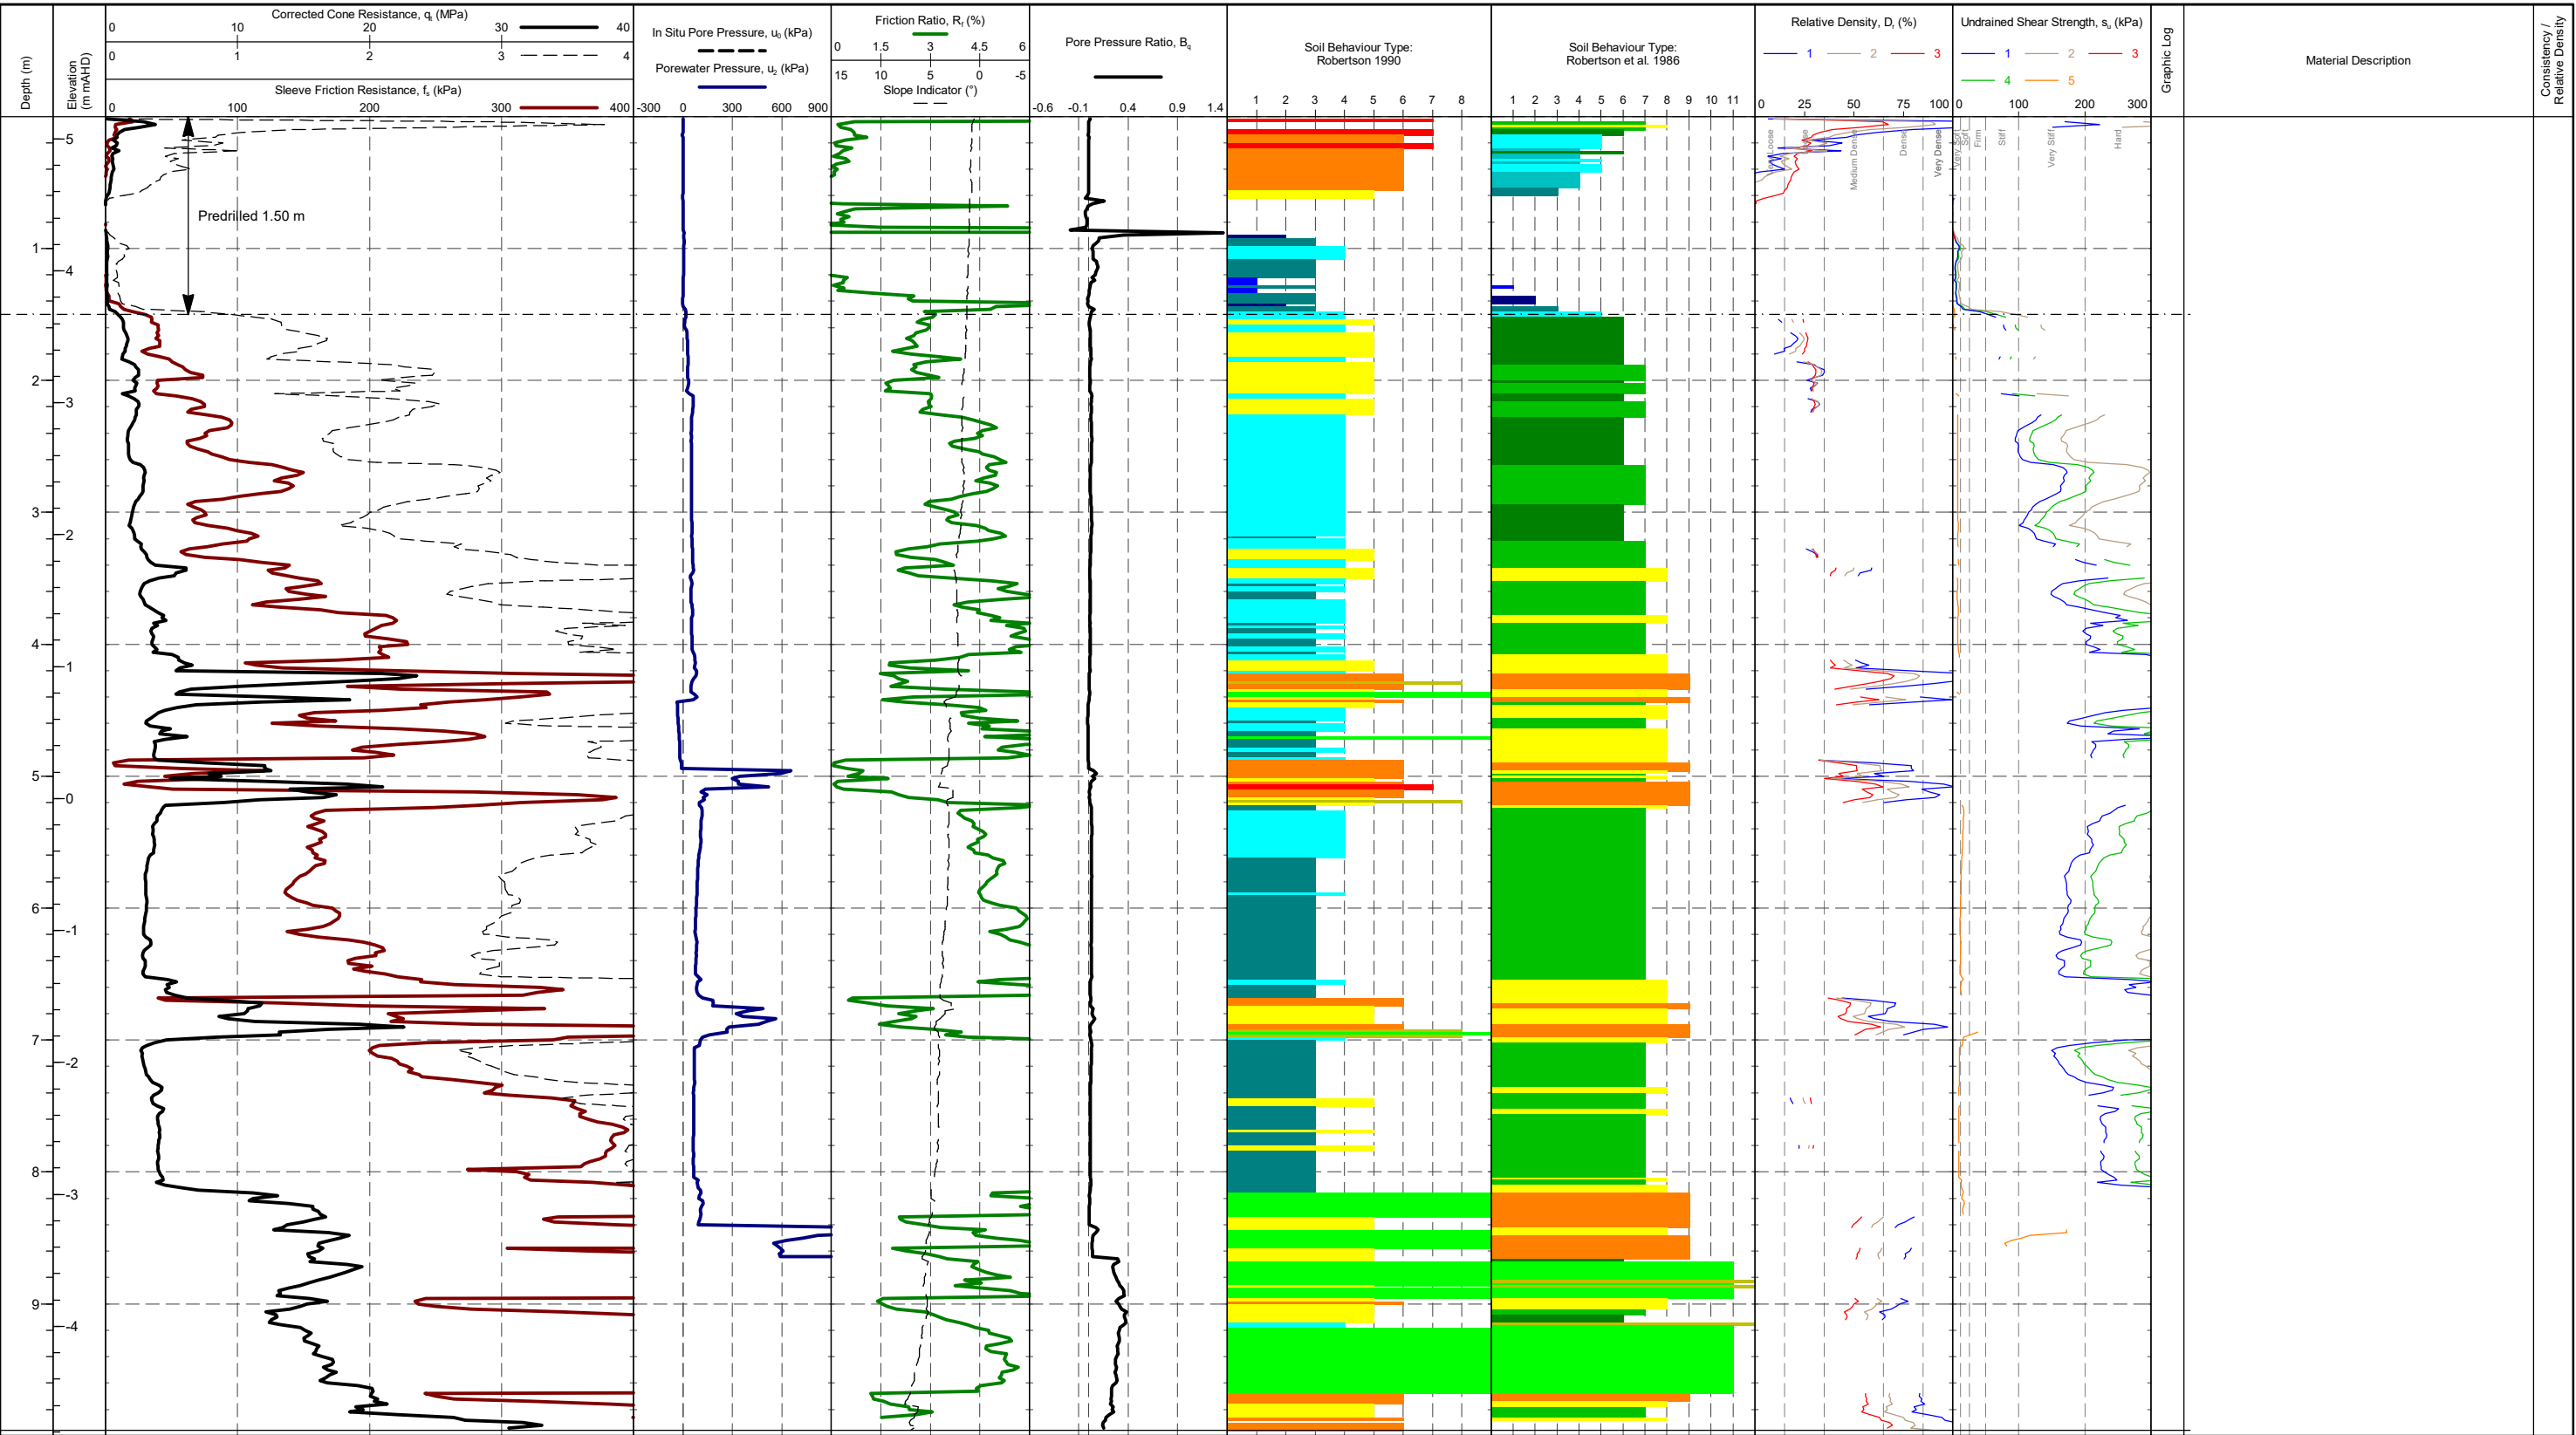 Depth (m)
Elevation
(m mAHD)
Corrected Cone Resistance, qt (MPa)
0 10 20 30 40
0 1 2 3 4
Sleeve Friction Resistance, fs (kPa)
0 100 200 300 400
In Situ Pore Pressure, u0 (kPa)
Porewater Pressure, u2 (kPa)
-300 0 300 600 900
Friction Ratio, Rf (%)
0 1.5 3 4.5 6
15 10 5 0 -5
Slope Indicator (°)
Pore Pressure Ratio, Bq
-0.6 -0.1 0.4 0.9 1.4
Soil Behaviour Type:
Robertson 1990
1 2 3 4 5 6 7 8
Soil Behaviour Type:
Robertson et al. 1986
1 2 3 4 5 6 7 8 9 10 11
Relative Density, Dr (%)
1 2 3
0 25 50 75 100
Undrained Shear Strength, su (kPa)
1 2 3
4 5
0 100 200 300
Graphic Log
Material Description
Consistency /
Relative Density
Loose
Medium Dense
Dense
Very Dense
Very Soft
Soft
Firm
Stiff
Very Stiff
Hard
Predrilled 1.50 m
1
2
3
4
5
6
7
8
9
5
4
3
2
1
0
-1
-2
-3
-4